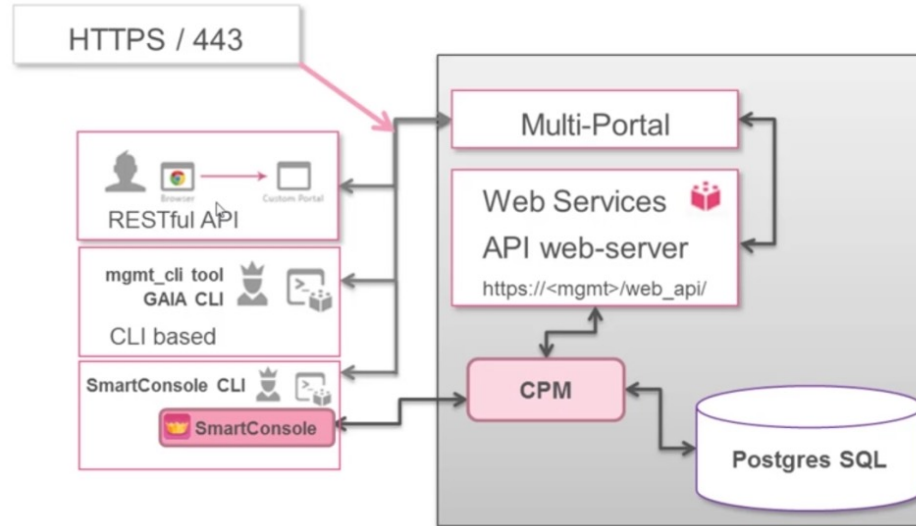 HTTPS / 443
Browser
Custom Portal
RESTful API
mgmt_cli tool
GAIA CLI
CLI based
SmartConsole CLI
SmartConsole
Multi-Portal
Web Services
API web-server
https://<mgmt>/web_api/
CPM
Postgres SQL